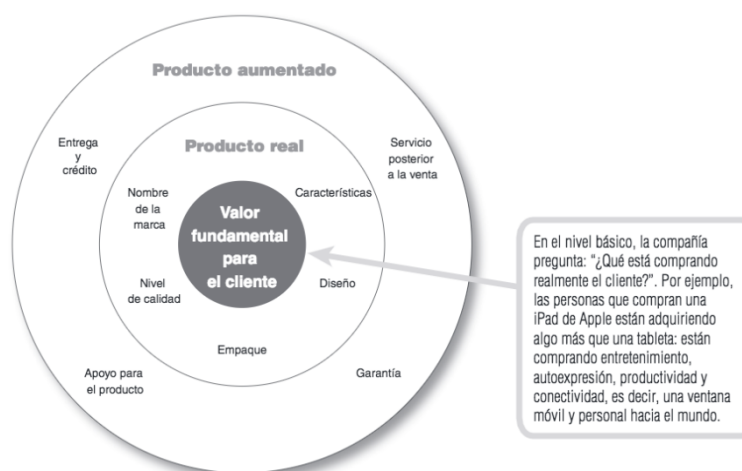 Producto aumentado
Entrega
y
crédito
Servicio
posterior
a la venta
Producto real
Nombre
de la
marca
Características
Valor
fundamental
para
el cliente
Nivel
de calidad
Diseño
Empaque
Apoyo para
el producto
Garantía
En el nivel básico, la compañía
pregunta: “¿Qué está comprando
realmente el cliente?”. Por ejemplo,
las personas que compran una
iPad de Apple están adquiriendo
algo más que una tableta: están
comprando entretenimiento,
autoexpresión, productividad y
conectividad, es decir, una ventana
móvil y personal hacia el mundo.